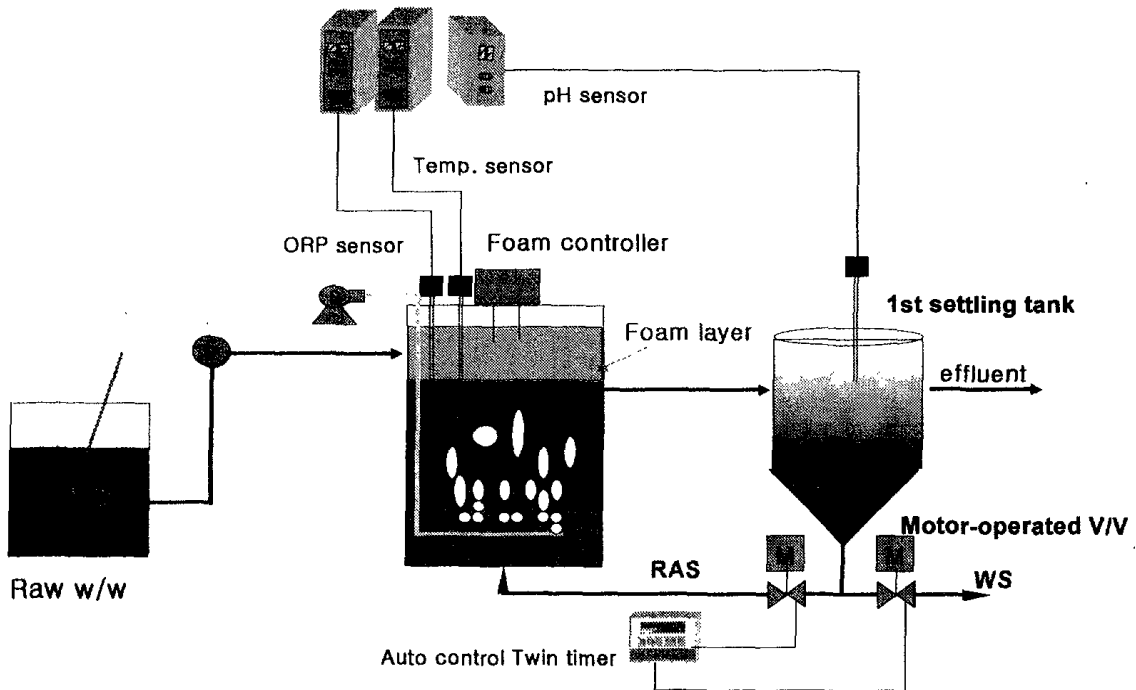 pH sensor
Temp. sensor
ORP sensor
Foam controller
1st settling tank
Foam layer
effluent
Motor-operated V/V
M
M
Raw w/w
RAS
WS
Auto control Twin timer